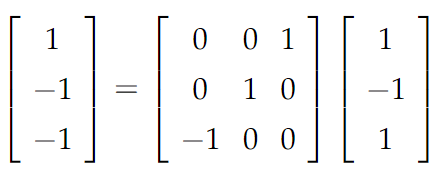 [ 1 ] [ 0 0 1 ] [ 1 ]
[ −1 ] = [ 0 1 0 ] [ −1 ]
[ −1 ] [ −1 0 0 ] [ 1 ]